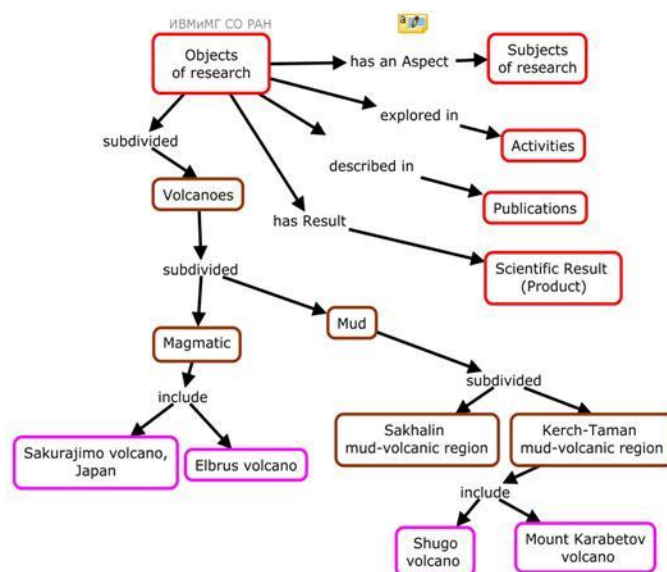 ИВМиМГ СО РАН
a
Objects
of research
has an Aspect
Subjects
of research
explored in
Activities
subdivided
described in
Volcanoes
Publications
has Result
subdivided
Scientific Result
(Product)
Mud
Magmatic
subdivided
include
Sakhalin
mud-volcanic region
Kerch-Taman
mud-volcanic region
Sakurajimo volcano,
Japan
Elbrus volcano
include
Shugo
volcano
Mount Karabetov
volcano